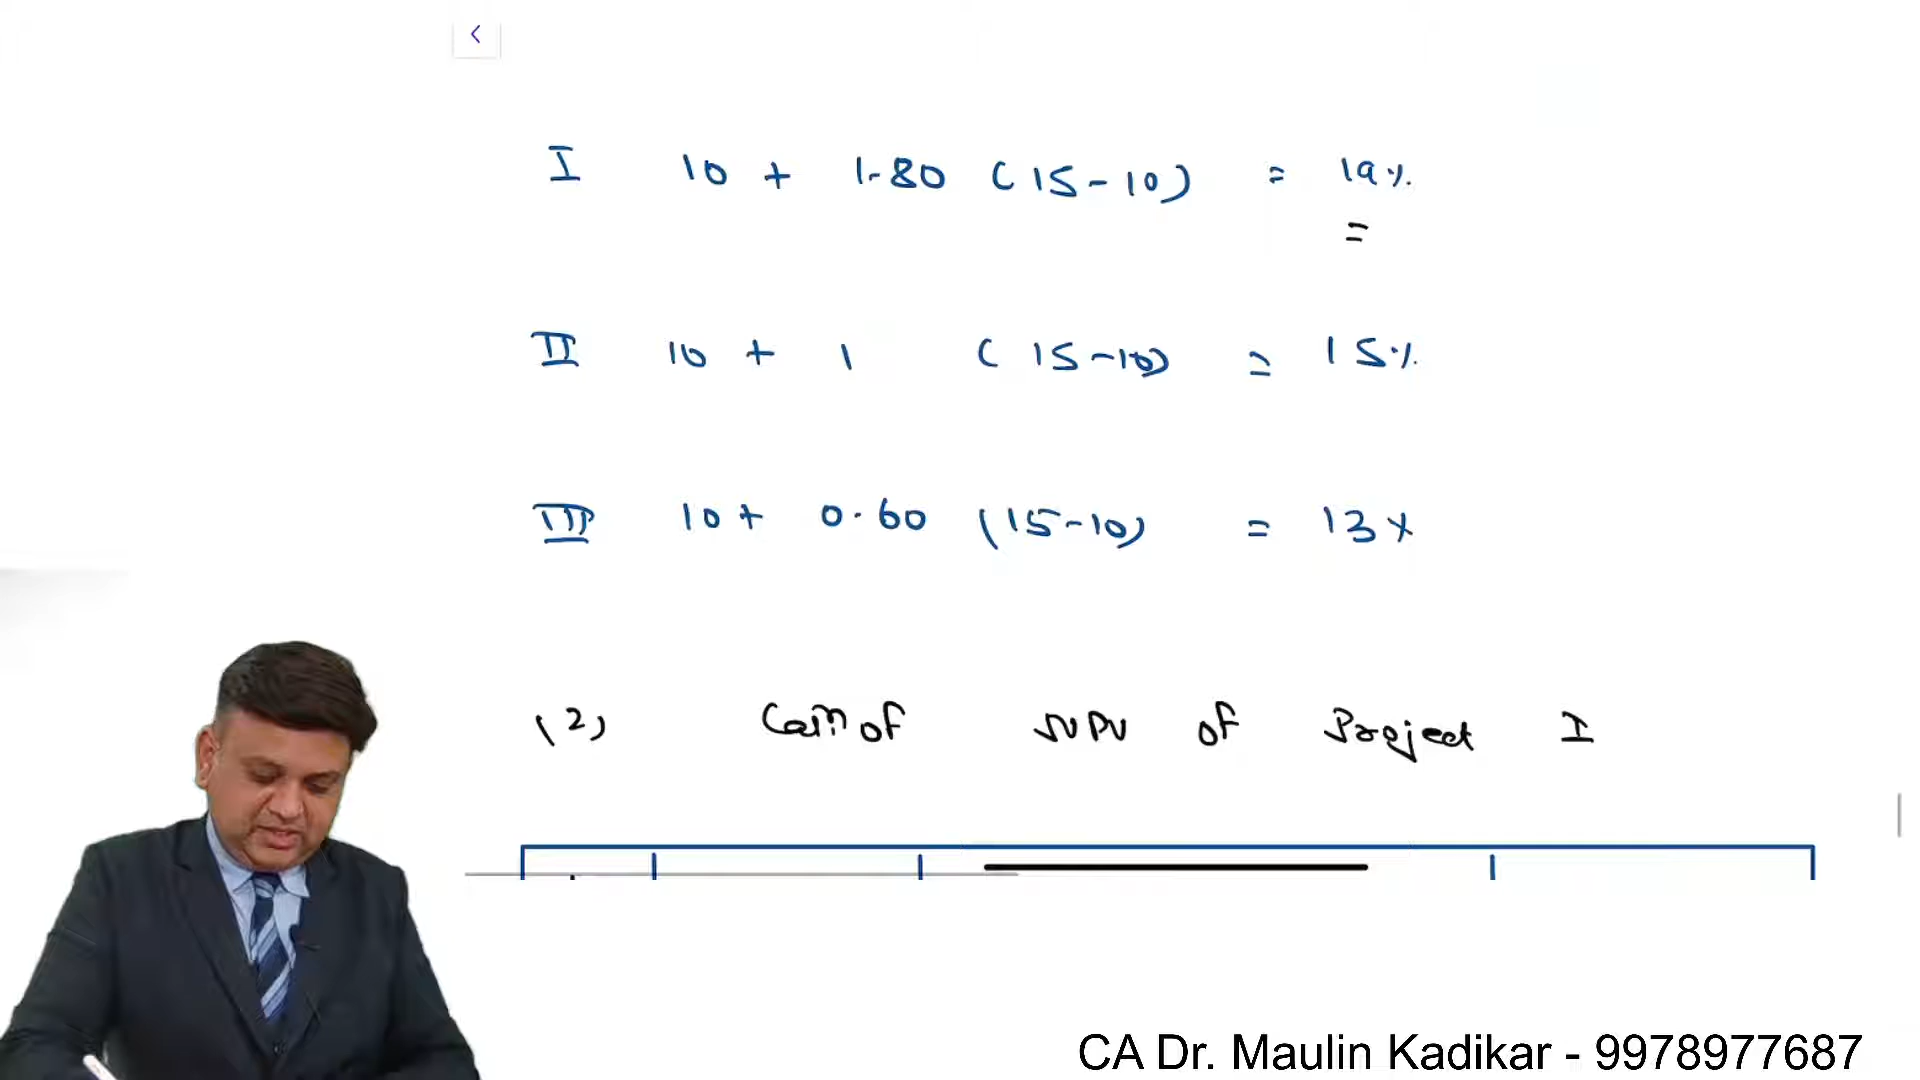 I 10 + 1.80 (15-10) = 19%
=
II 10 + 1 (15-10) = 15%
III 10+ 0.60 (15-10) = 13%
(2) Caln of NPV of Project I
CA Dr. Maulin Kadikar - 9978977687